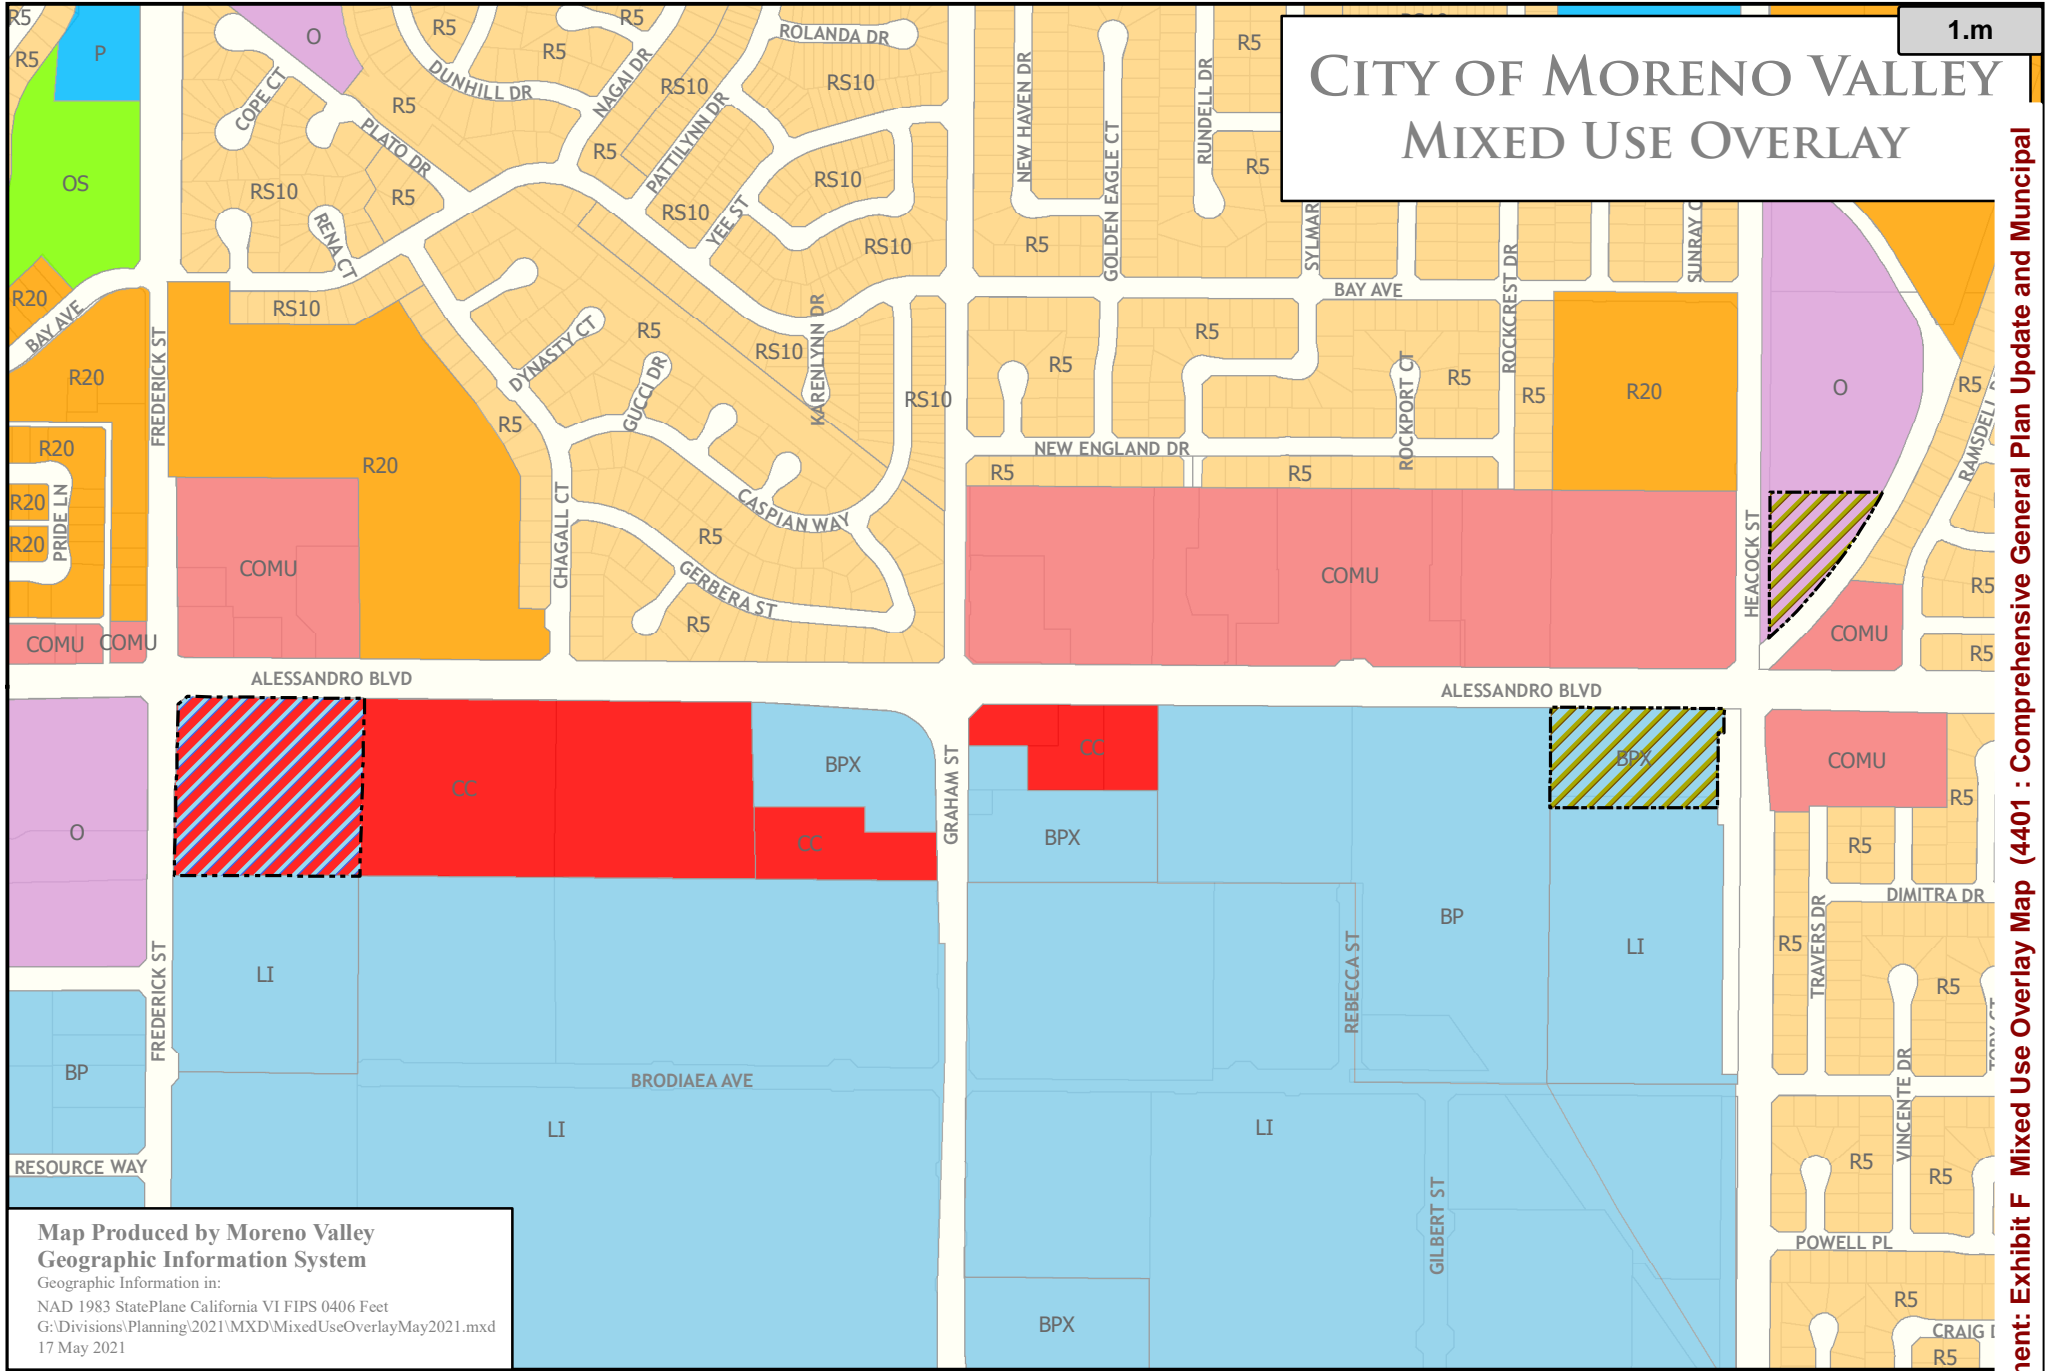 1.m
CITY OF MORENO VALLEY
MIXED USE OVERLAY
R5
R5
P
O
R5
R5
R5
ROLANDA DR
RS10
RS10
R5
DUNHILL DR
NAGAI DR
COPE CT
PLATO DR
R5
PATTILYNN DR
NEW HAVEN DR
GOLDEN EAGLE CT
RUNDELL DR
R5
R5
OS
RS10
R5
R5
RS10
RS10
YEE ST
RS10
RENA CT
R5
SYLMAR
ROCKCREST DR
SUNRAY C
BAY AVE
R20
BAY AVE
RS10
FREDERICK ST
R20
R20
R20
R20
PRIDE LN
R20
DYNASTY CT
R5
GUCCI DR
RS10
KARENLYNN DR
RS10
R5
R5
R5
R5
ROCKPORT CT
R5
R20
O
R5
RAMSDELL
NEW ENGLAND DR
R5
R5
CHAGALL CT
CASPIAN WAY
R5
GERBERA ST
R5
COMU
COMU
COMU
COMU
HEACOCK ST
R5
COMU
R5
ALESSANDRO BLVD
ALESSANDRO BLVD
O
CC
BPX
CC
GRAHAM ST
CC
BPX
BPX
COMU
R5
R5
DIMITRA DR
BP
LI
R5
TRAVERS DR
R5
TOBY CT
FREDERICK ST
LI
REBECCA ST
BP
BRODIAEA AVE
LI
LI
VINCENTE DR
R5
R5
RESOURCE WAY
GILBERT ST
POWELL PL
BPX
R5
CRAIG D
R5
Map Produced by Moreno Valley
Geographic Information System
Geographic Information in:
NAD 1983 StatePlane California VI FIPS 0406 Feet
G:\Divisions\Planning\2021\MXD\MixedUseOverlayMay2021.mxd
17 May 2021
nent: Exhibit F Mixed Use Overlay Map (4401 : Comprehensive General Plan Update and Muncipal